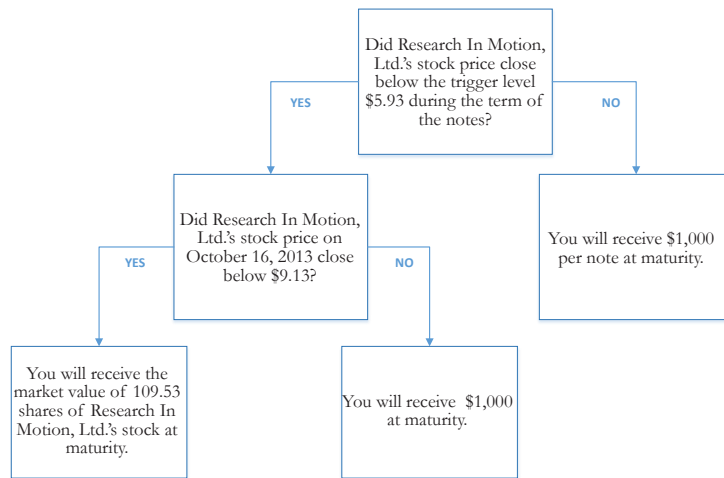 Did Research In Motion,
Ltd.'s stock price close
below the trigger level
$5.93 during the term of
the notes?
YES
NO
Did Research In Motion,
Ltd.'s stock price on
October 16, 2013 close
below $9.13?
You will receive $1,000
per note at maturity.
YES
NO
You will receive the
market value of 109.53
shares of Research In
Motion, Ltd.'s stock at
maturity.
You will receive $1,000
at maturity.